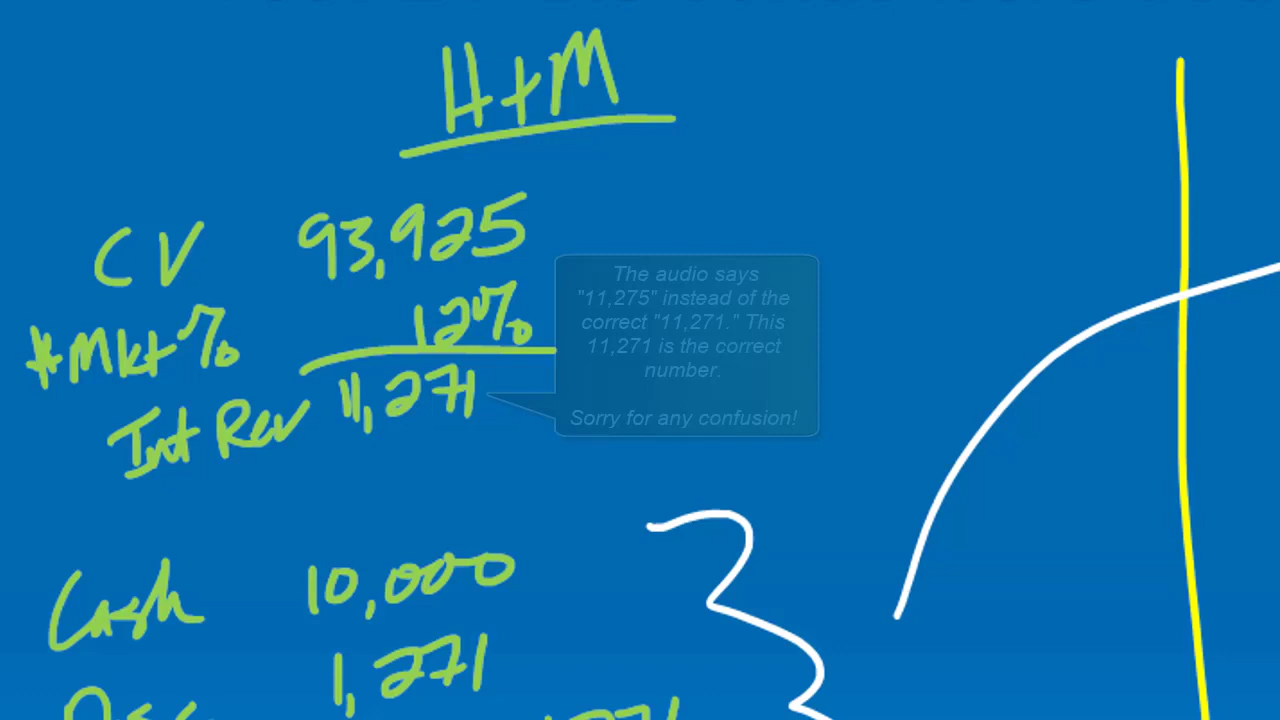 H+M
CV 93,925
*Mkt% 12%
Int Rev 11,271
The audio says
"11,275" instead of the
correct "11,271." This
11,271 is the correct
number.
Sorry for any confusion!
Cash 10,000
1,271